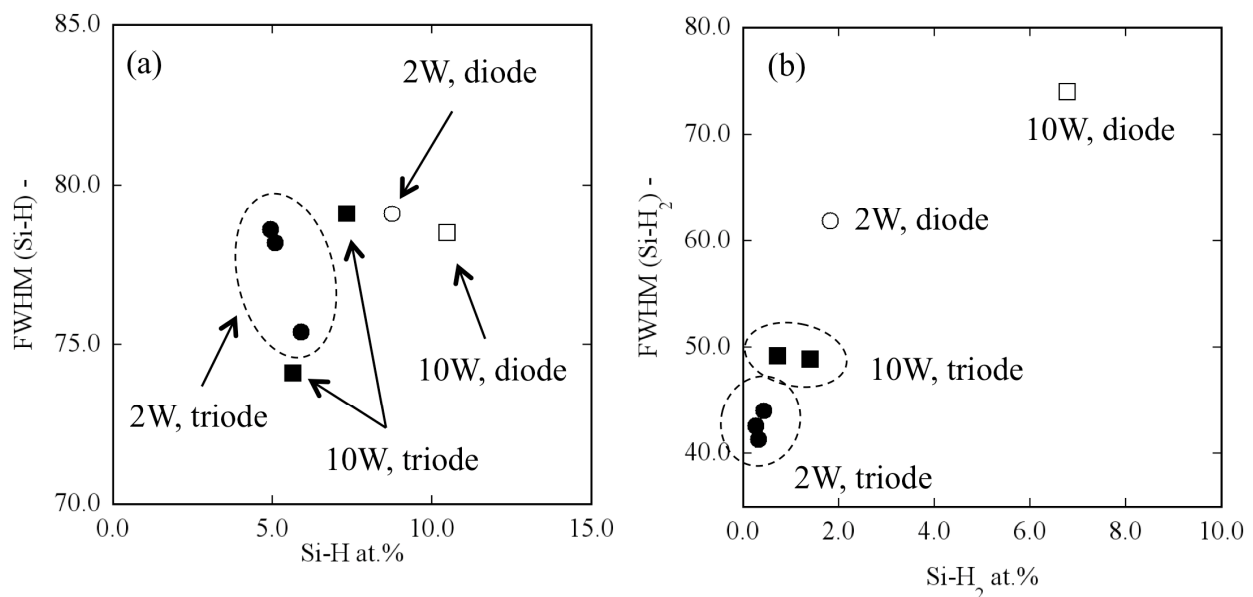 (a)
85.0
80.0
75.0
70.0
FWHM (Si-H) -
2W, diode
10W, diode
2W, triode
10W, triode
0.0 5.0 10.0 15.0
Si-H at.%
(b)
80.0
70.0
60.0
50.0
40.0
FWHM (Si-H₂) -
10W, diode
2W, diode
10W, triode
2W, triode
0.0 2.0 4.0 6.0 8.0 10.0
Si-H₂ at.%